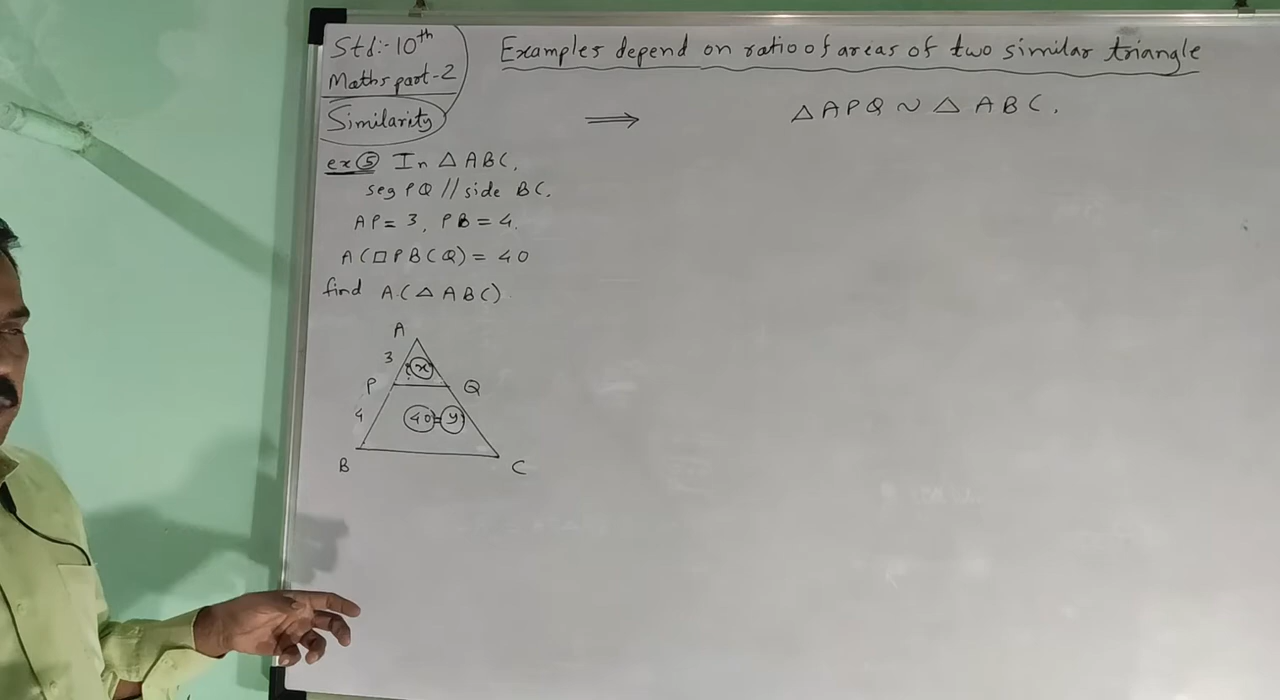 Std:- 10th
Maths part-2
Similarity
Examples depend on ratio of areas of two similar triangle
⇒ △APQ ~ △ABC.
ex ⑤ In △ABC,
seg PQ // side BC.
AP = 3, PB = 4.
A(□PBCQ) = 40
find A(△ABC).
A
3
x
P
Q
4
40 = y
B
C